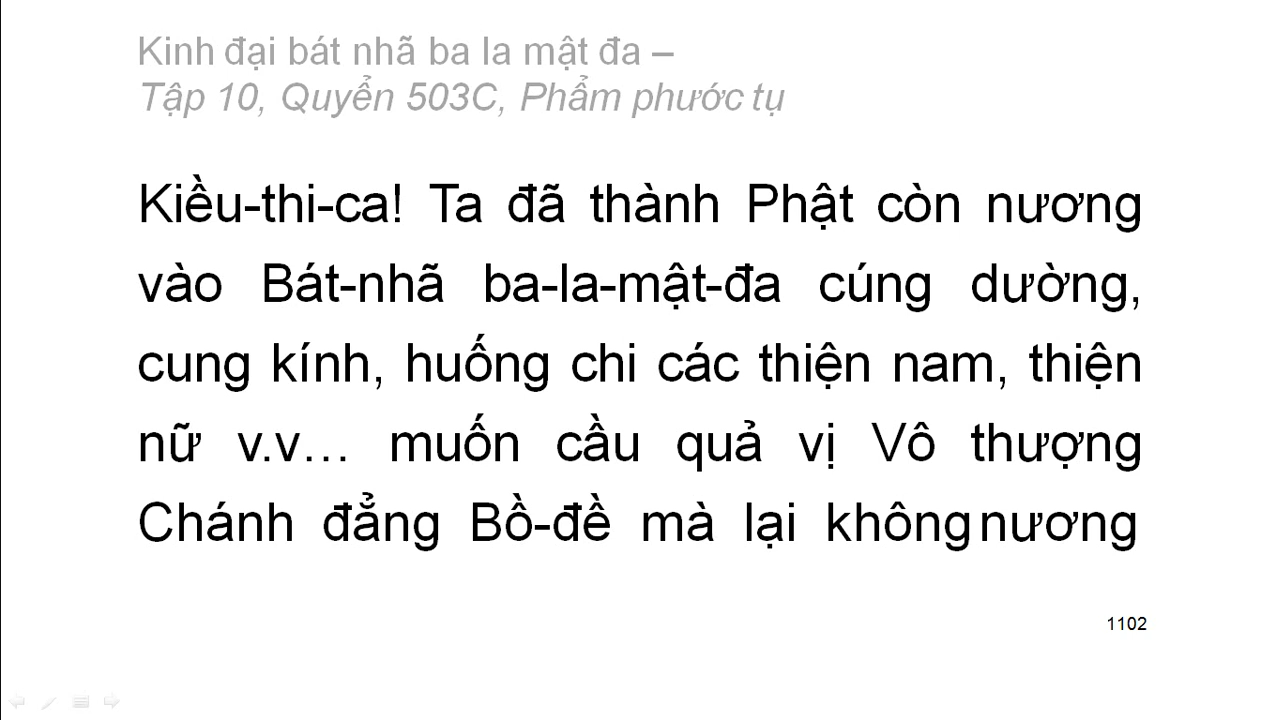 Kinh đại bát nhã ba la mật đa –
Tập 10, Quyển 503C, Phẩm phước tụ
Kiều-thi-ca! Ta đã thành Phật còn nương
vào Bát-nhã ba-la-mật-đa cúng dường,
cung kính, huống chi các thiện nam, thiện
nữ v.v… muốn cầu quả vị Vô thượng
Chánh đẳng Bồ-đề mà lại không nương
1102